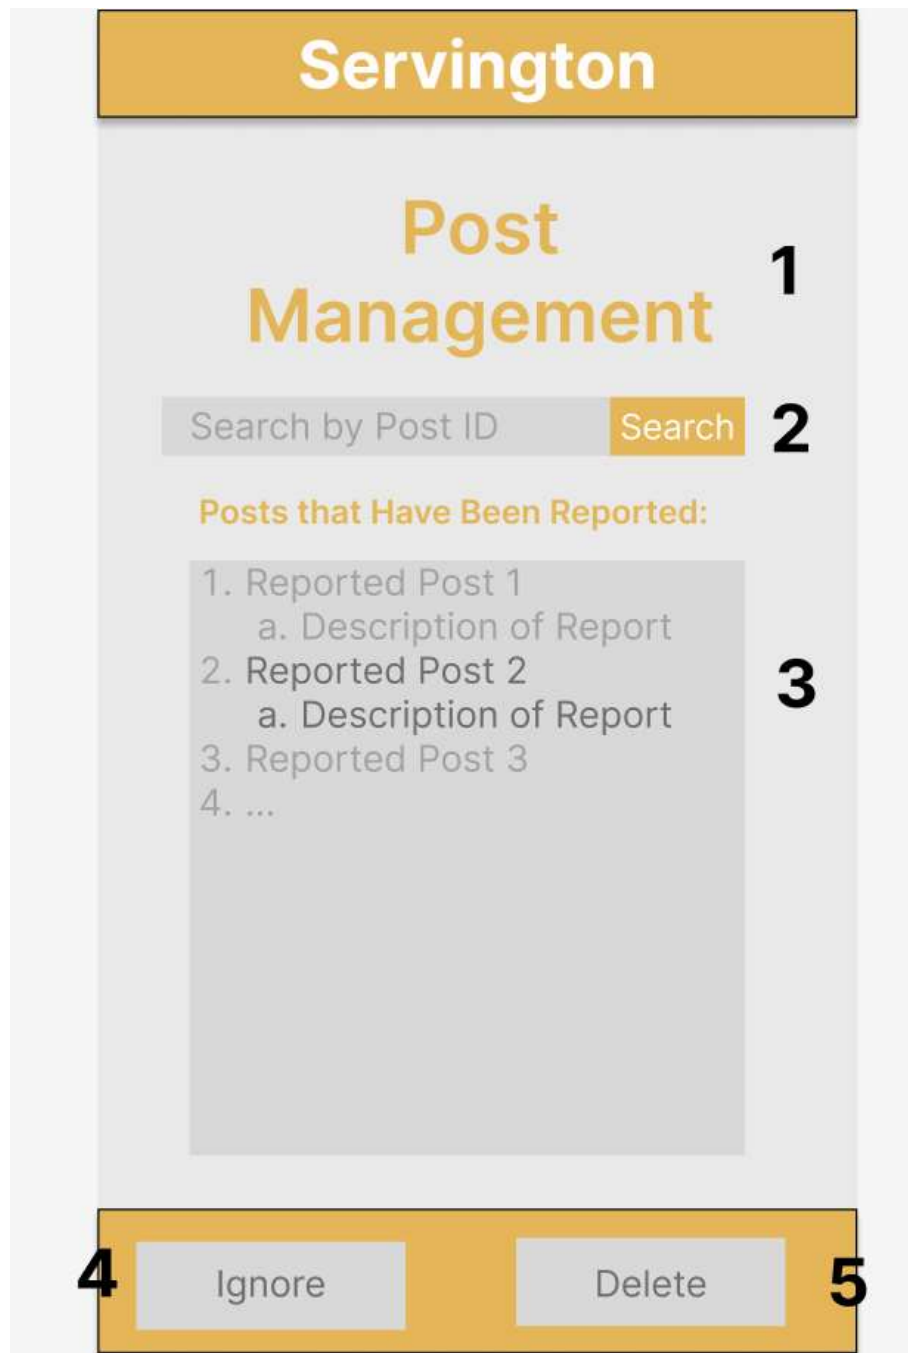 Servington
Post
Management
1
Search by Post ID
Search
2
Posts that Have Been Reported:
1. Reported Post 1
a. Description of Report
2. Reported Post 2
a. Description of Report
3. Reported Post 3
4. ...
3
4
Ignore
Delete
5